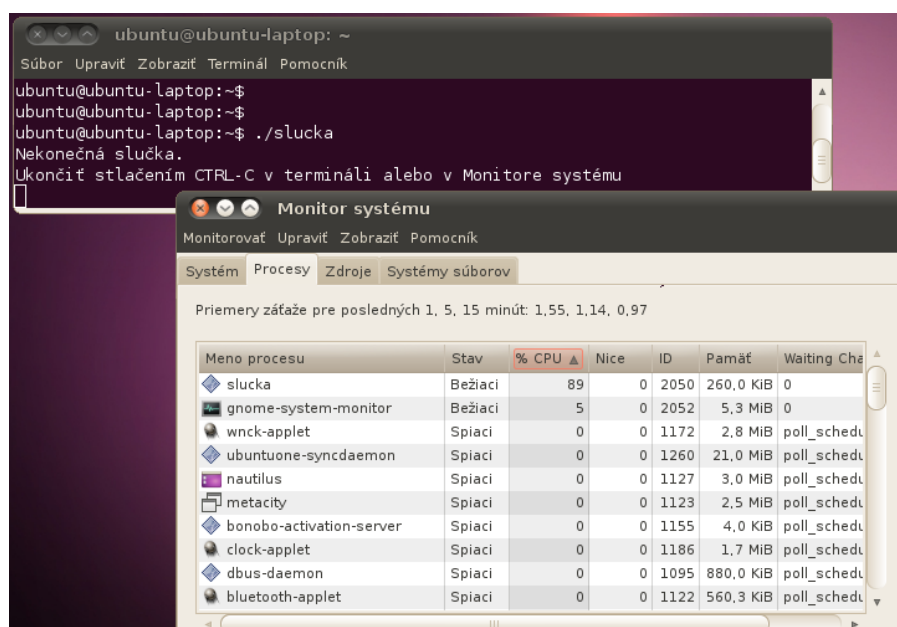 ubuntu@ubuntu-laptop: ~
Súbor Upraviť Zobraziť Terminál Pomocník
ubuntu@ubuntu-laptop:~$
ubuntu@ubuntu-laptop:~$
ubuntu@ubuntu-laptop:~$ ./slucka
Nekonečná slučka.
Ukončiť stlačením CTRL-C v termináli alebo v Monitore systému
Monitor systému
Monitorovať Upraviť Zobraziť Pomocník
Systém Procesy Zdroje Systémy súborov
Priemery záťaže pre posledných 1, 5, 15 minút: 1,55, 1,14, 0,97
Meno procesu Stav % CPU Nice ID Pamäť Waiting Cha
slucka Bežiaci 89 0 2050 260,0 KiB 0
gnome-system-monitor Bežiaci 5 0 2052 5,3 MiB 0
wnck-applet Spiaci 0 0 1172 2,8 MiB poll_schedu
ubuntuone-syncdaemon Spiaci 0 0 1260 21,0 MiB poll_schedu
nautilus Spiaci 0 0 1127 3,0 MiB poll_schedu
metacity Spiaci 0 0 1123 2,5 MiB poll_schedu
bonobo-activation-server Spiaci 0 0 1155 4,0 KiB poll_schedu
clock-applet Spiaci 0 0 1186 1,7 MiB poll_schedu
dbus-daemon Spiaci 0 0 1095 880,0 KiB poll_schedu
bluetooth-applet Spiaci 0 0 1122 560,3 KiB poll_schedu